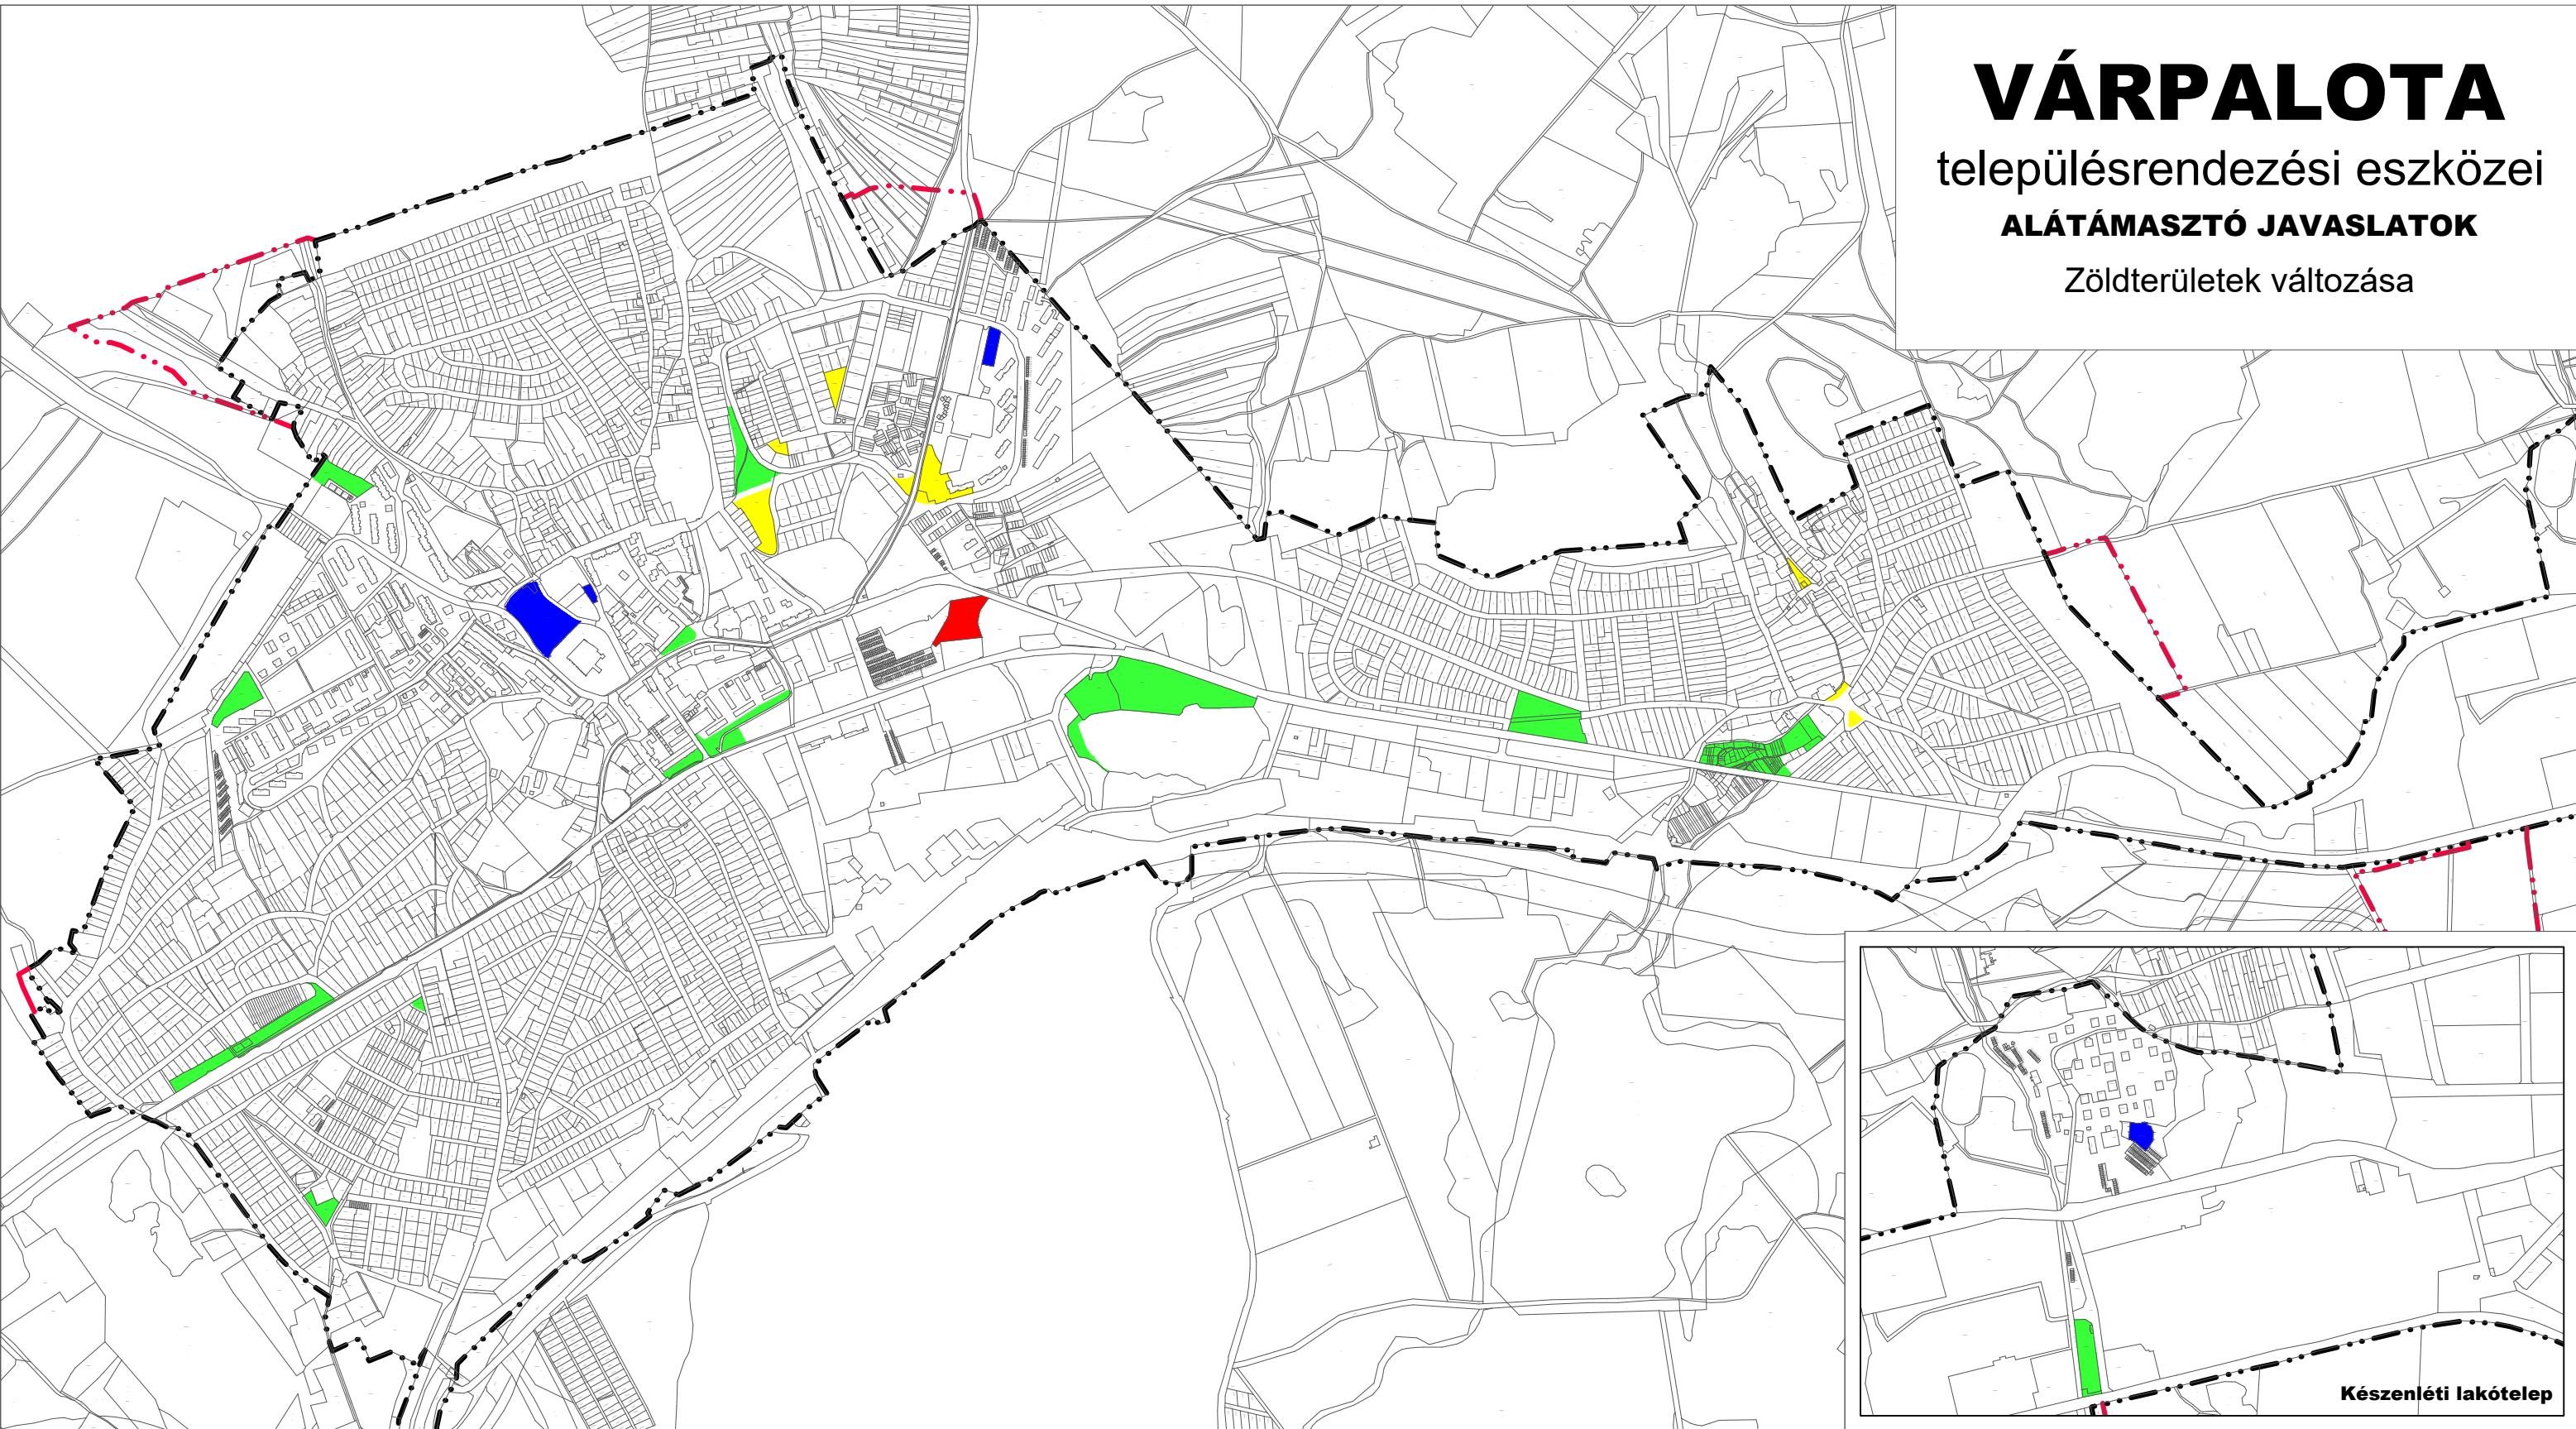 VÁRPALOTA
településrendezési eszközei
ALÁTÁMASZTÓ JAVASLATOK
Zöldterületek változása
Készenléti lakótelep